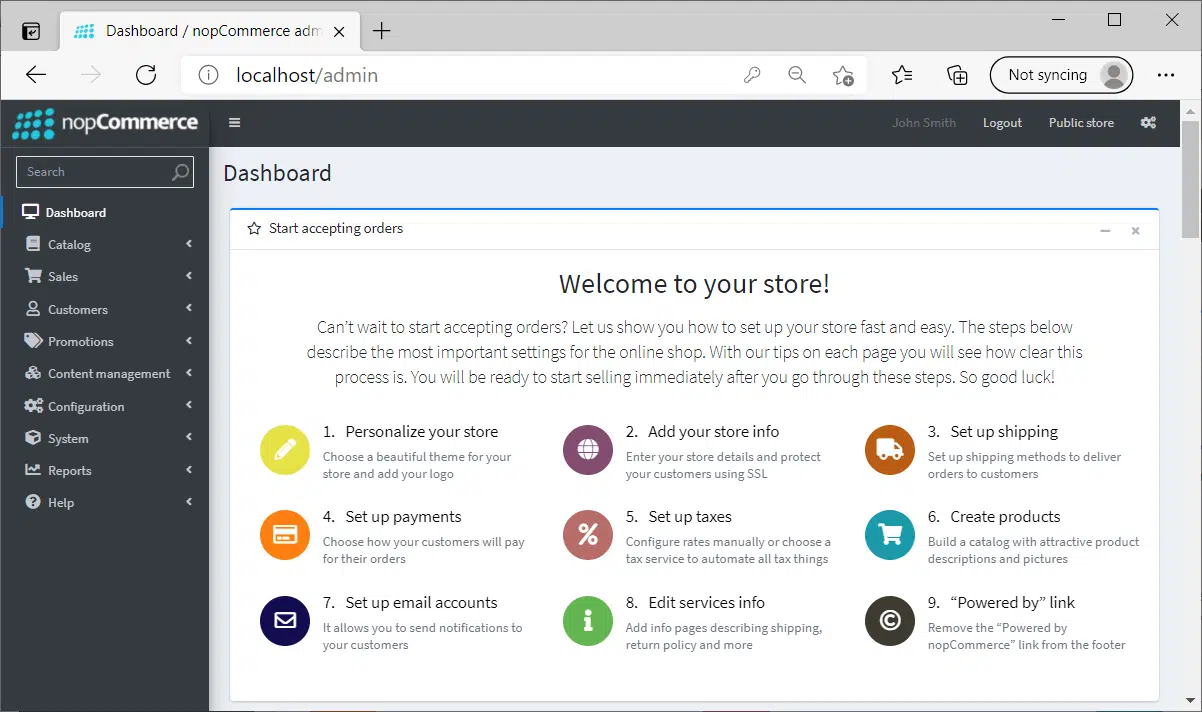 Dashboard / nopCommerce adm
localhost/admin
Not syncing
nopCommerce
John Smith
Logout
Public store
Search
Dashboard
Catalog
Sales
Customers
Promotions
Content management
Configuration
System
Reports
Help
Dashboard
Start accepting orders
Welcome to your store!
Can’t wait to start accepting orders? Let us show you how to set up your store fast and easy. The steps below
describe the most important settings for the online shop. With our tips on each page you will see how clear this
process is. You will be ready to start selling immediately after you go through these steps. So good luck!
1. Personalize your store
Choose a beautiful theme for your
store and add your logo
2. Add your store info
Enter your store details and protect
your customers using SSL
3. Set up shipping
Set up shipping methods to deliver
orders to customers
4. Set up payments
Choose how your customers will pay
for their orders
5. Set up taxes
Configure rates manually or choose a
tax service to automate all tax things
6. Create products
Build a catalog with attractive product
descriptions and pictures
7. Set up email accounts
It allows you to send notifications to
your customers
8. Edit services info
Add info pages describing shipping,
return policy and more
9. “Powered by” link
Remove the “Powered by
nopCommerce” link from the footer